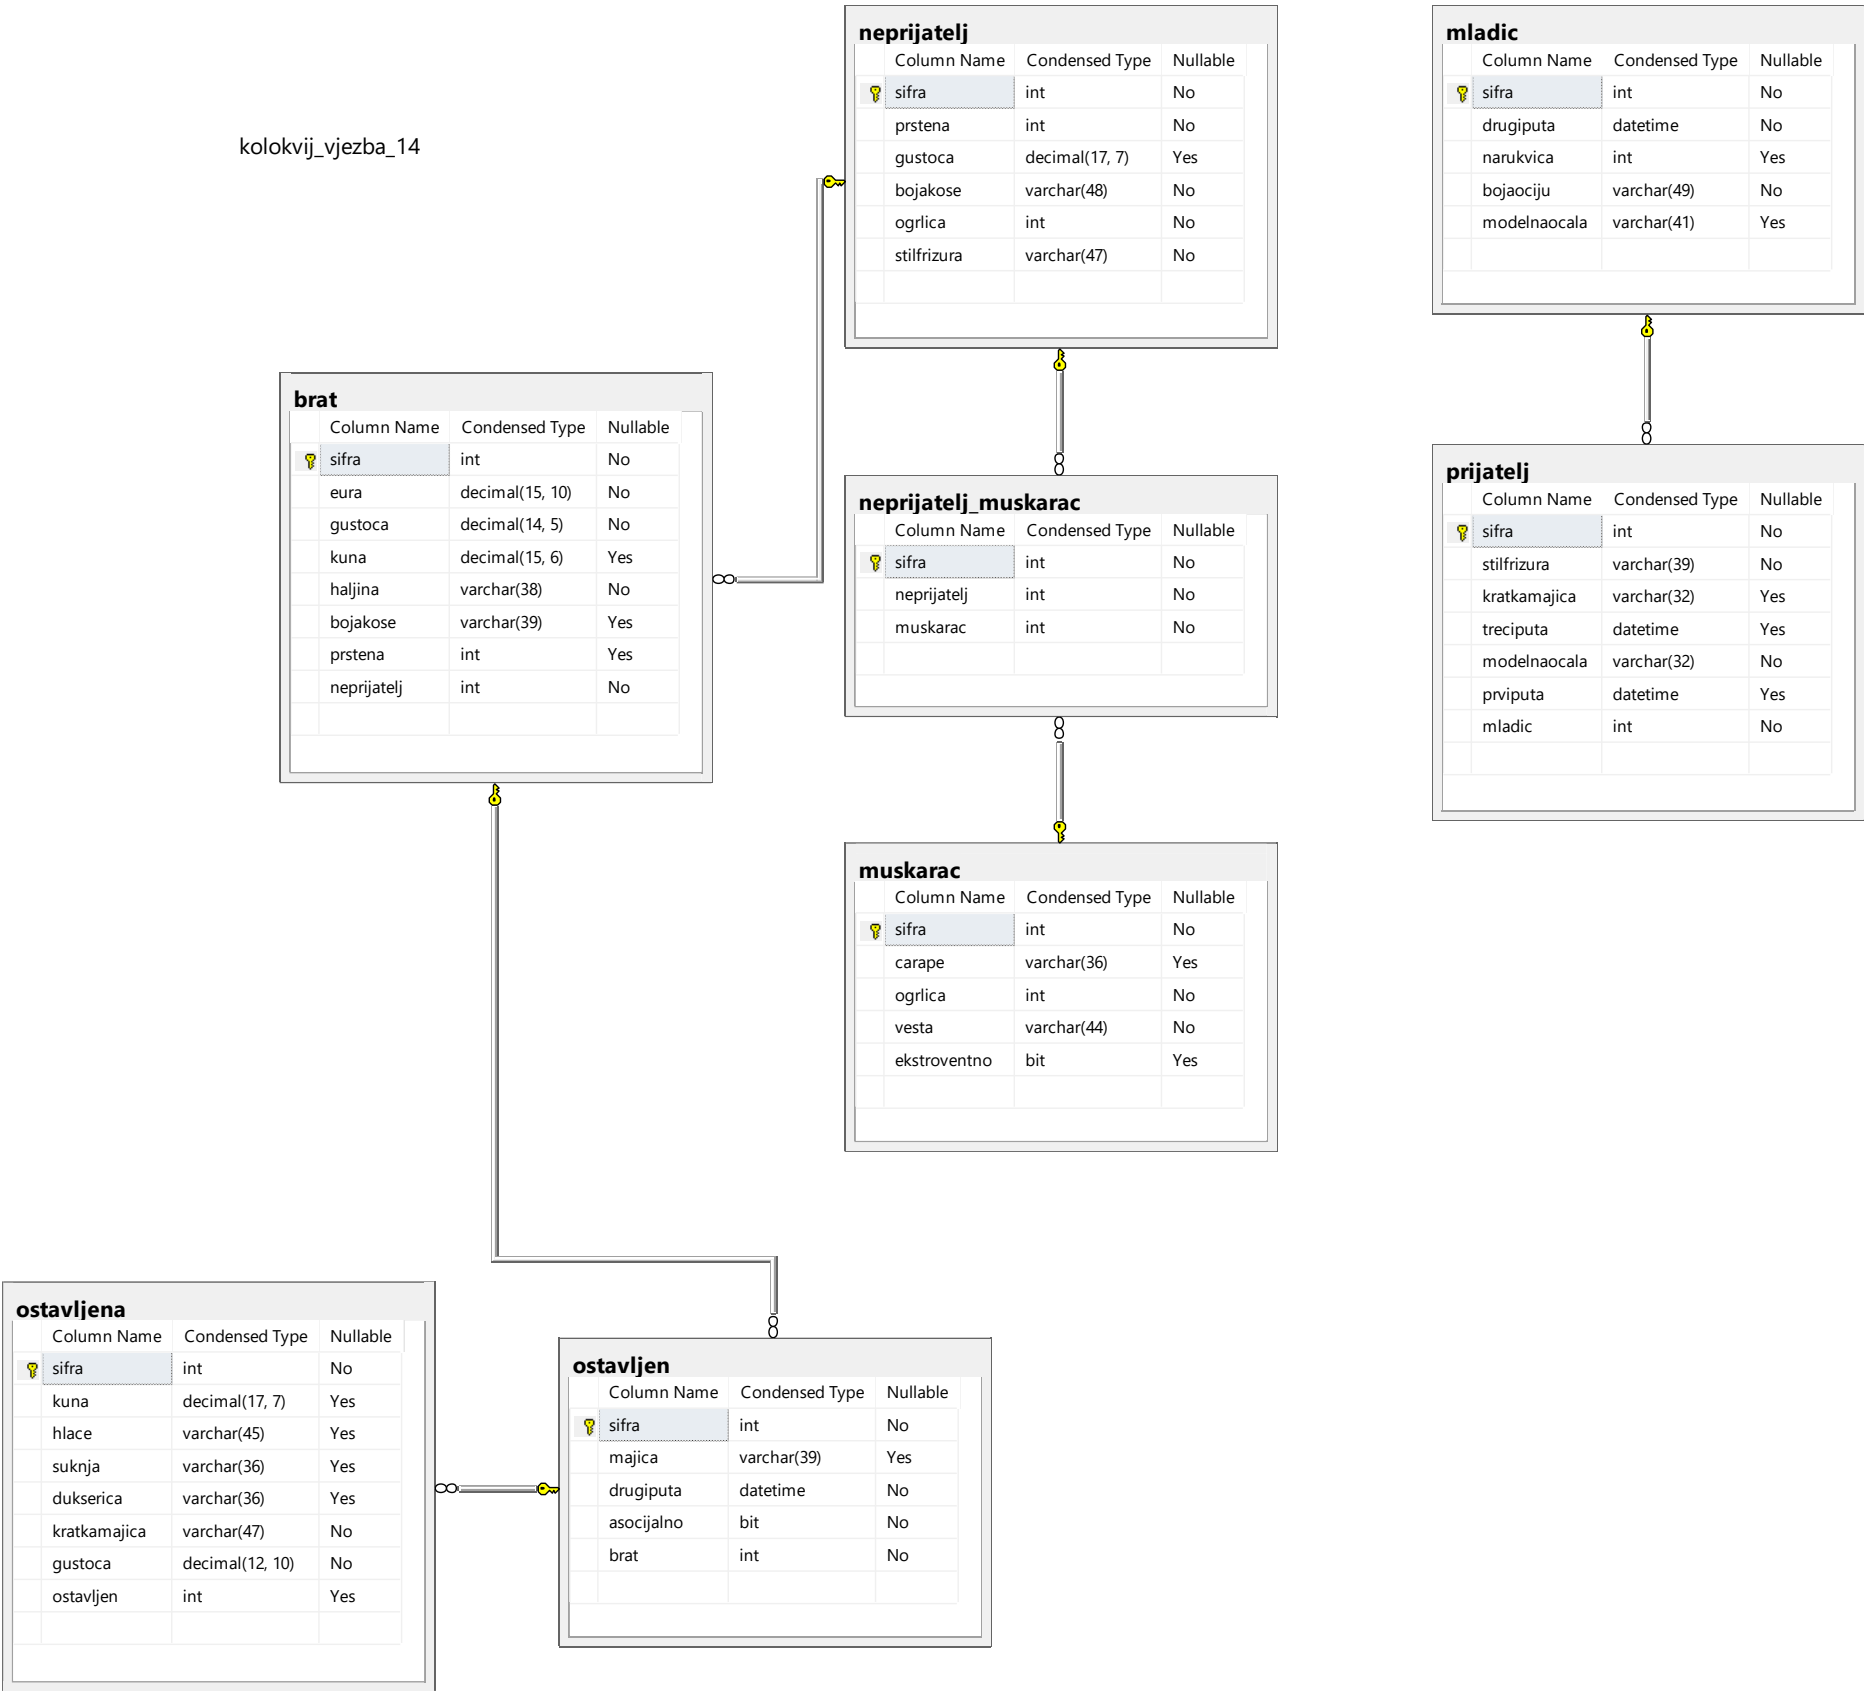 kolokvij_vjezba_14
neprijatelj
Column Name Condensed Type Nullable
sifra int No
prstena int No
gustoca decimal(17, 7) Yes
bojakose varchar(48) No
ogrlica int No
stilfrizura varchar(47) No
mladic
Column Name Condensed Type Nullable
sifra int No
drugiputa datetime No
narukvica int Yes
bojaociju varchar(49) No
modelnaocala varchar(41) Yes
brat
Column Name Condensed Type Nullable
sifra int No
eura decimal(15, 10) No
gustoca decimal(14, 5) No
kuna decimal(15, 6) Yes
haljina varchar(38) No
bojakose varchar(39) Yes
prstena int Yes
neprijatelj int No
neprijatelj_muskarac
Column Name Condensed Type Nullable
sifra int No
neprijatelj int No
muskarac int No
prijatelj
Column Name Condensed Type Nullable
sifra int No
stilfrizura varchar(39) No
kratkamajica varchar(32) Yes
treciputa datetime Yes
modelnaocala varchar(32) No
prviputa datetime Yes
mladic int No
muskarac
Column Name Condensed Type Nullable
sifra int No
carape varchar(36) Yes
ogrlica int No
vesta varchar(44) No
ekstroventno bit Yes
ostavljena
Column Name Condensed Type Nullable
sifra int No
kuna decimal(17, 7) Yes
hlace varchar(45) Yes
suknja varchar(36) Yes
dukserica varchar(36) Yes
kratkamajica varchar(47) No
gustoca decimal(12, 10) No
ostavljen int Yes
ostavljen
Column Name Condensed Type Nullable
sifra int No
majica varchar(39) Yes
drugiputa datetime No
asocijalno bit No
brat int No